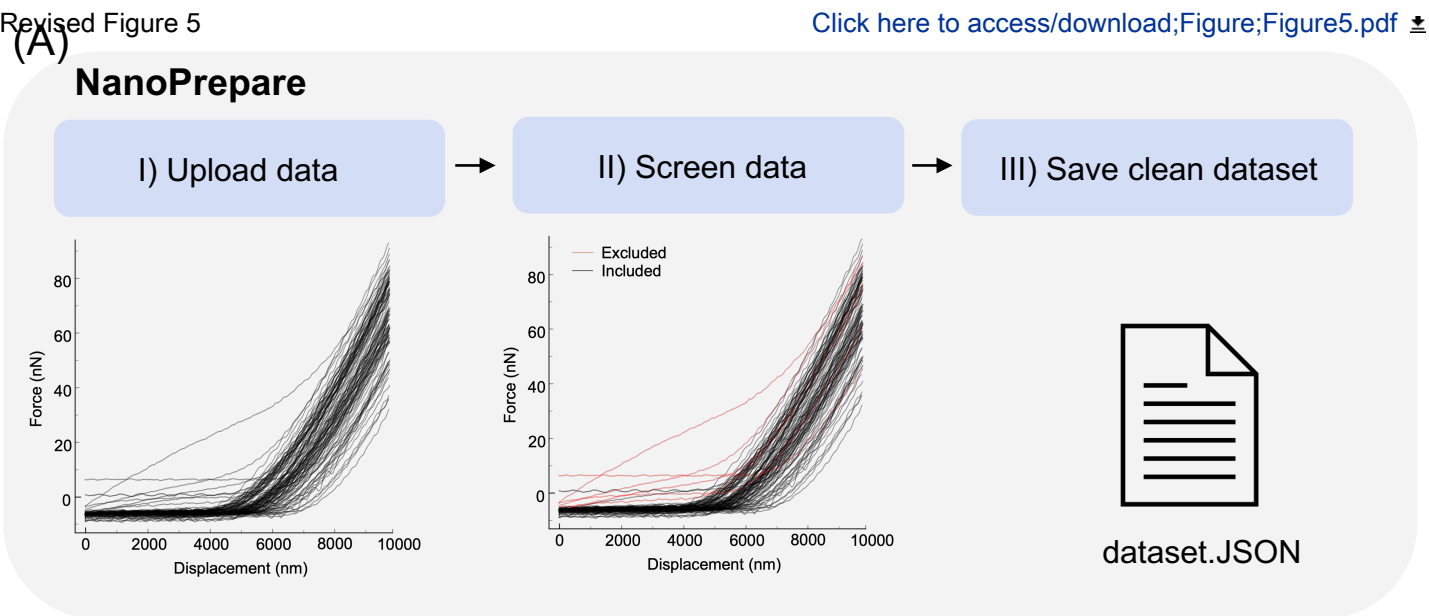 Revised Figure 5
Click here to access/download;Figure;Figure5.pdf
(A)
NanoPrepare
I) Upload data
II) Screen data
III) Save clean dataset
80
60
40
20
0
Force (nN)
0 2000 4000 6000 8000 10000
Displacement (nm)
Excluded
Included
80
60
40
20
0
Force (nN)
0 2000 4000 6000 8000 10000
Displacement (nm)
dataset.JSON